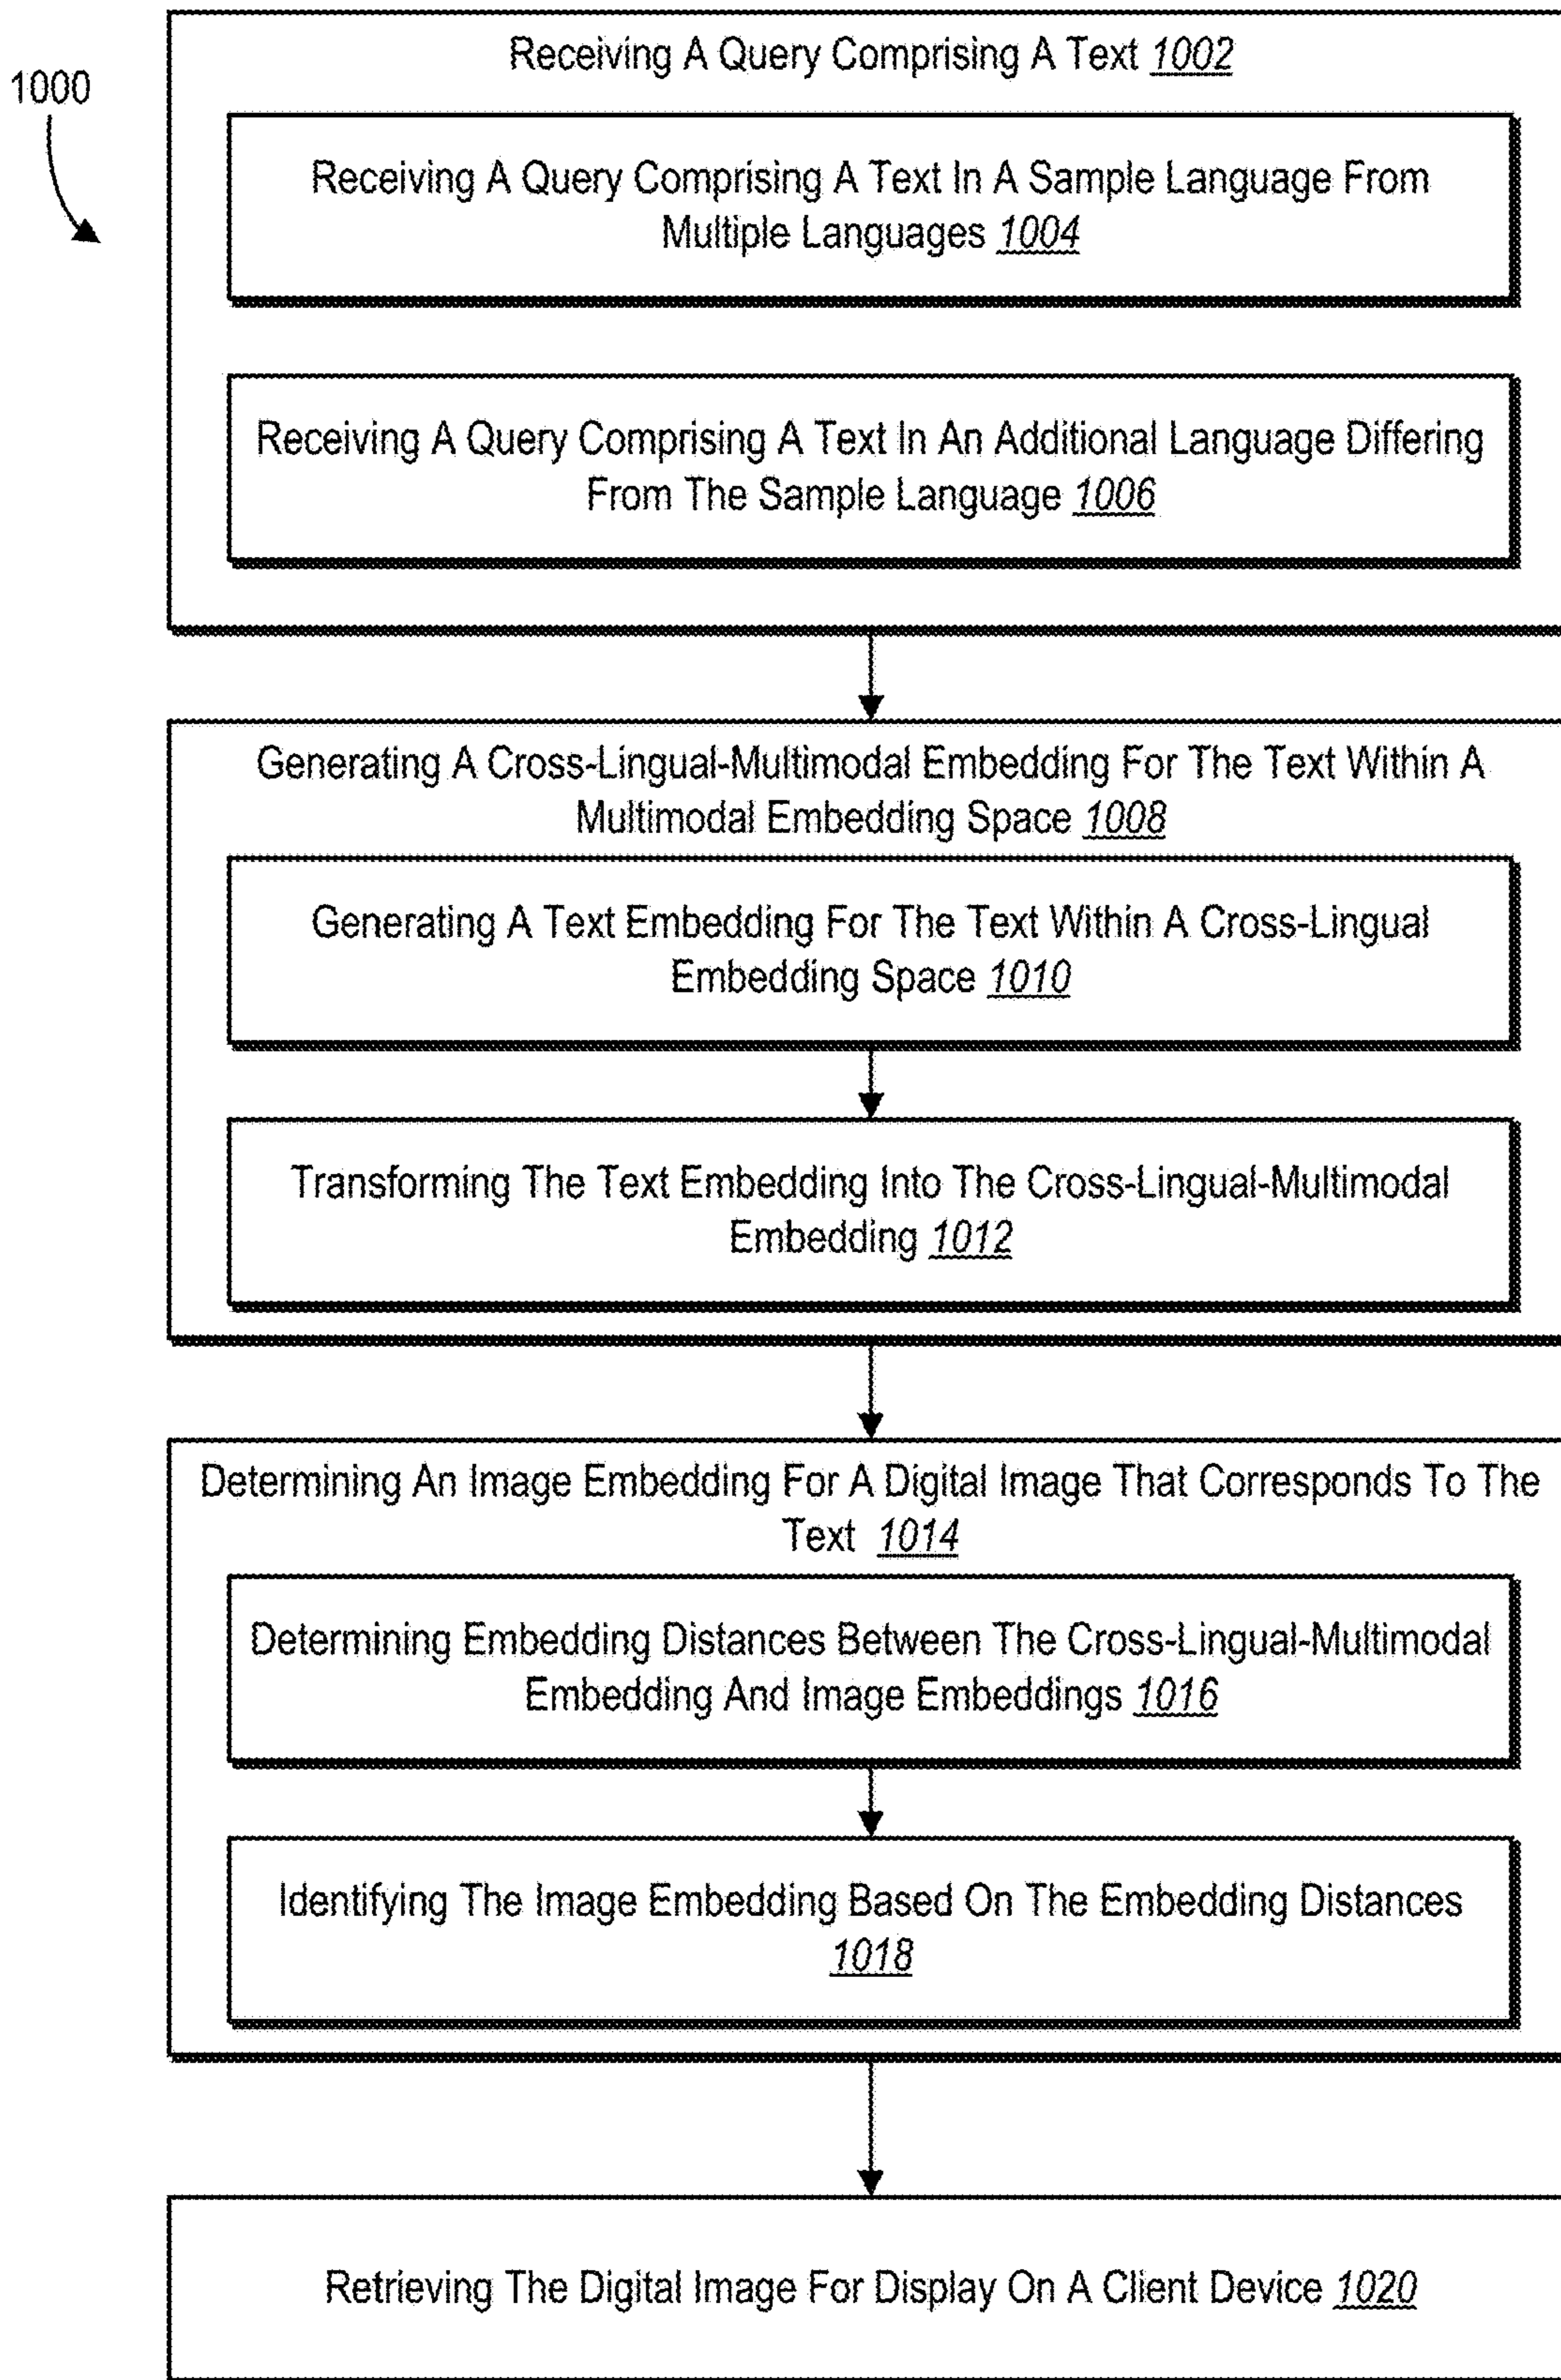 Receiving A Query Comprising A Text 1002
1000
Receiving A Query Comprising A Text In A Sample Language From
Multiple Languages 1004
Receiving A Query Comprising A Text In An Additional Language Differing
From The Sample Language 1006
Generating A Cross-Lingual-Multimodal Embedding For The Text Within A
Multimodal Embedding Space 1008
Generating A Text Embedding For The Text Within A Cross-Lingual
Embedding Space 1010
Transforming The Text Embedding Into The Cross-Lingual-Multimodal
Embedding 1012
Determining An Image Embedding For A Digital Image That Corresponds To The
Text 1014
Determining Embedding Distances Between The Cross-Lingual-Multimodal
Embedding And Image Embeddings 1016
Identifying The Image Embedding Based On The Embedding Distances
1018
Retrieving The Digital Image For Display On A Client Device 1020